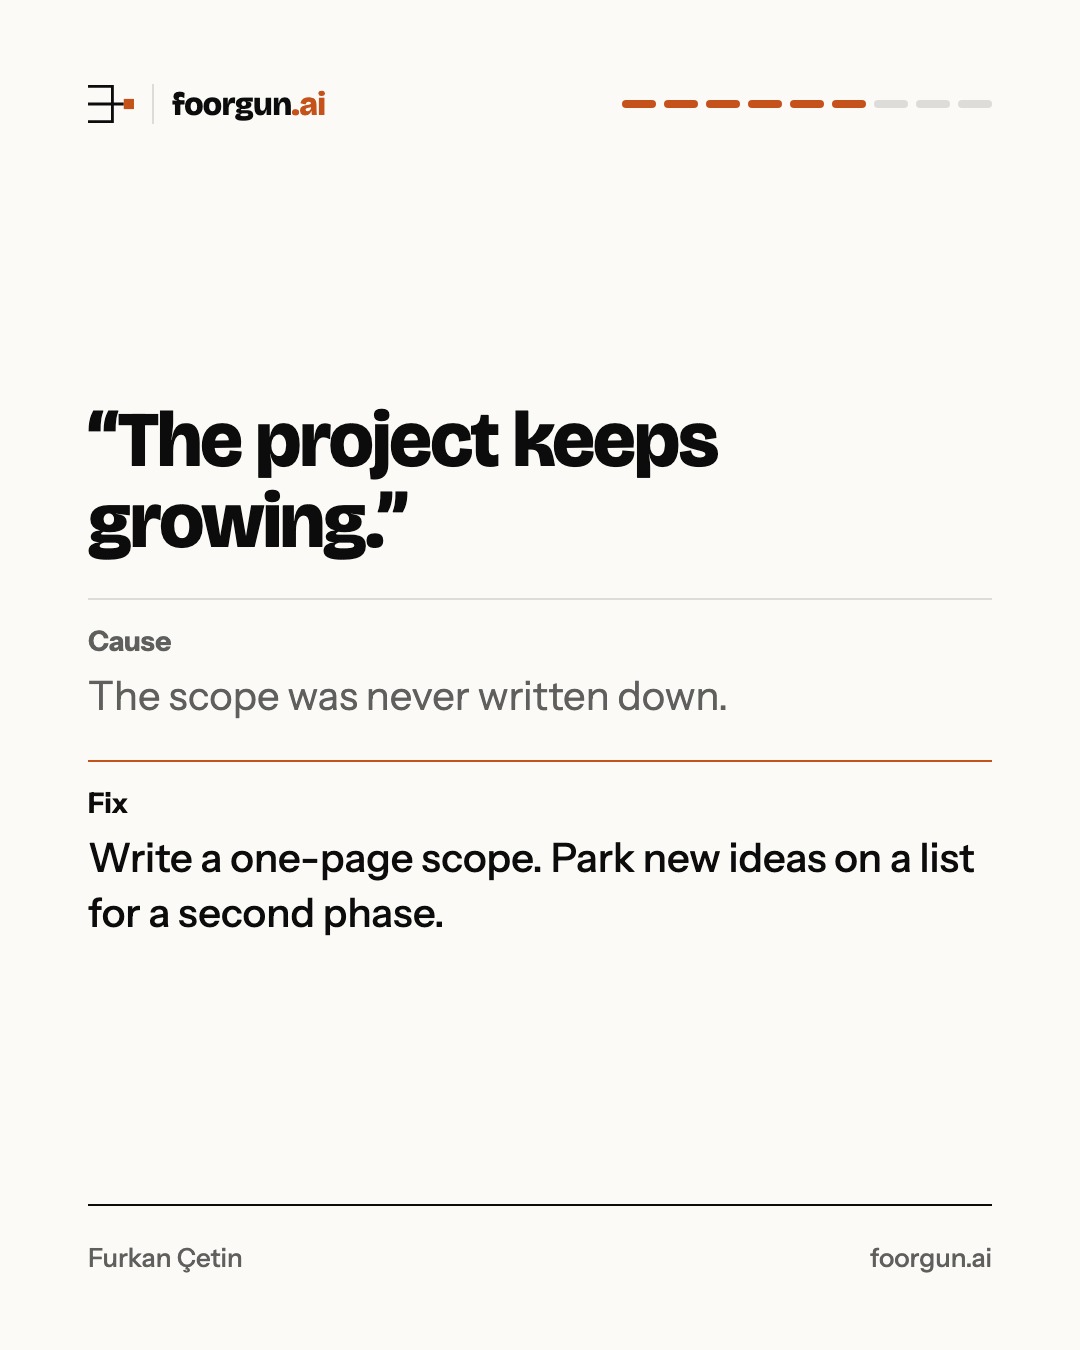 foorgun.ai
“The project keeps
growing.”
Cause
The scope was never written down.
Fix
Write a one-page scope. Park new ideas on a list
for a second phase.
Furkan Çetin
foorgun.ai